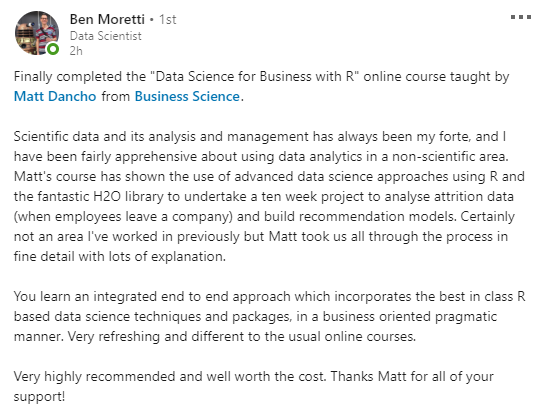 Ben Moretti • 1st
Data Scientist
2h
Finally completed the "Data Science for Business with R" online course taught by
Matt Dancho from Business Science.
Scientific data and its analysis and management has always been my forte, and I
have been fairly apprehensive about using data analytics in a non-scientific area.
Matt's course has shown the use of advanced data science approaches using R and
the fantastic H2O library to undertake a ten week project to analyse attrition data
(when employees leave a company) and build recommendation models. Certainly
not an area I've worked in previously but Matt took us all through the process in
fine detail with lots of explanation.
You learn an integrated end to end approach which incorporates the best in class R
based data science techniques and packages, in a business oriented pragmatic
manner. Very refreshing and different to the usual online courses.
Very highly recommended and well worth the cost. Thanks Matt for all of your
support!